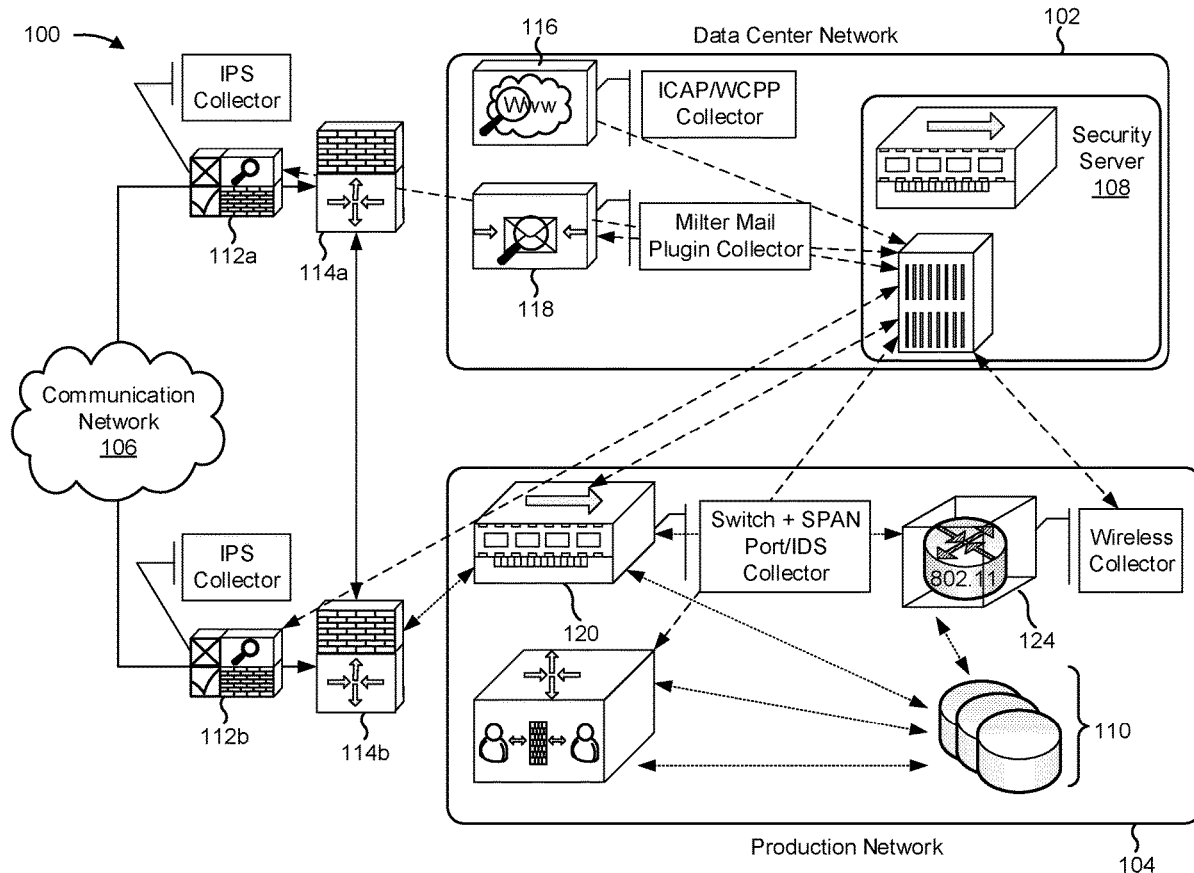 100
IPS
Collector
112a
114a
116
Data Center Network
102
Www
ICAP/WCPP
Collector
Security
Server
108
Milter Mail
Plugin Collector
118
Communication
Network
106
IPS
Collector
112b
114b
120
Switch + SPAN
Port/IDS
Collector
802.11
124
Wireless
Collector
110
Production Network
104